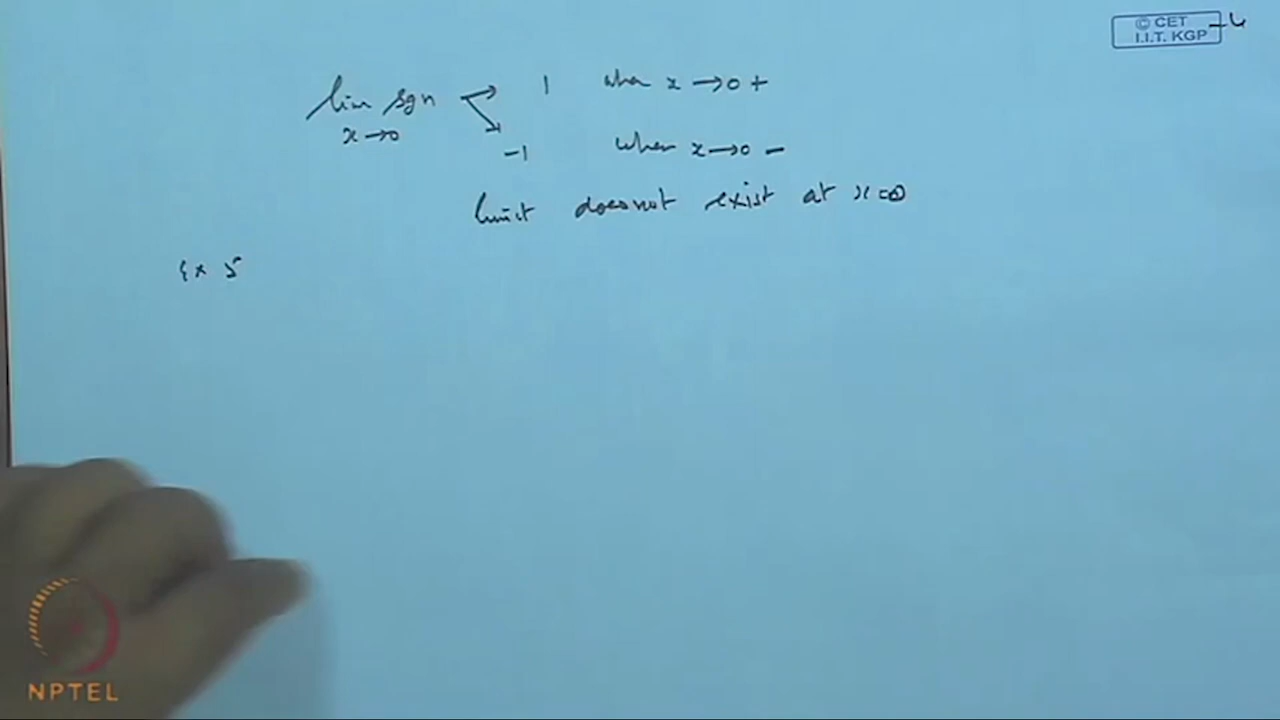 © CET
I.I.T. KGP
lim sgn 1 when x → 0 +
x → 0
-1 when x → 0 -
limit does not exist at x = 0
Ex 5
NPTEL